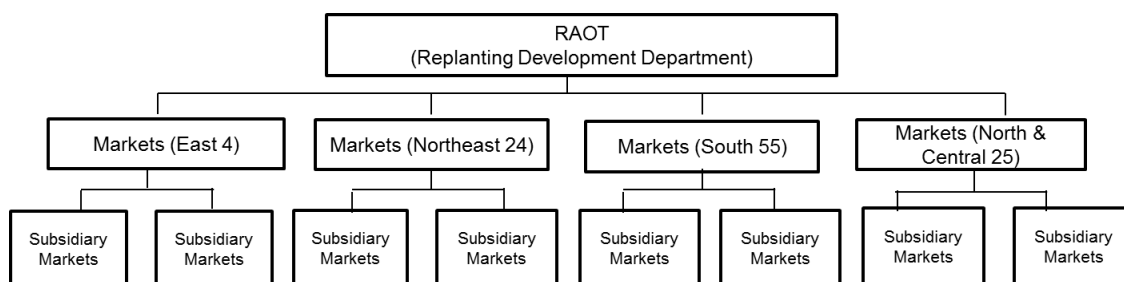 RAOT
(Replanting Development Department)
Markets (East 4)
Markets (Northeast 24)
Markets (South 55)
Markets (North &
Central 25)
Subsidiary
Markets
Subsidiary
Markets
Subsidiary
Markets
Subsidiary
Markets
Subsidiary
Markets
Subsidiary
Markets
Subsidiary
Markets
Subsidiary
Markets